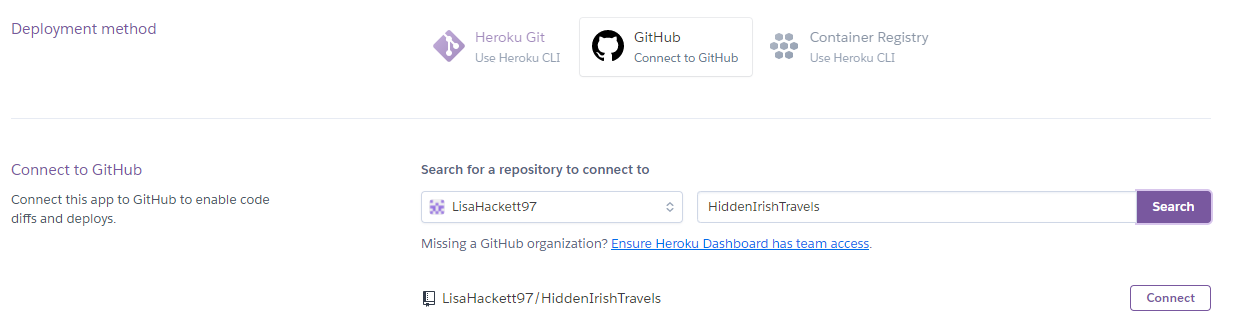 Deployment method
Heroku Git
Use Heroku CLI
GitHub
Connect to GitHub
Container Registry
Use Heroku CLI
Connect to GitHub
Connect this app to GitHub to enable code
diffs and deploys.
Search for a repository to connect to
LisaHackett97
HiddenIrishTravels
Search
Missing a GitHub organization? Ensure Heroku Dashboard has team access.
LisaHackett97/HiddenIrishTravels
Connect